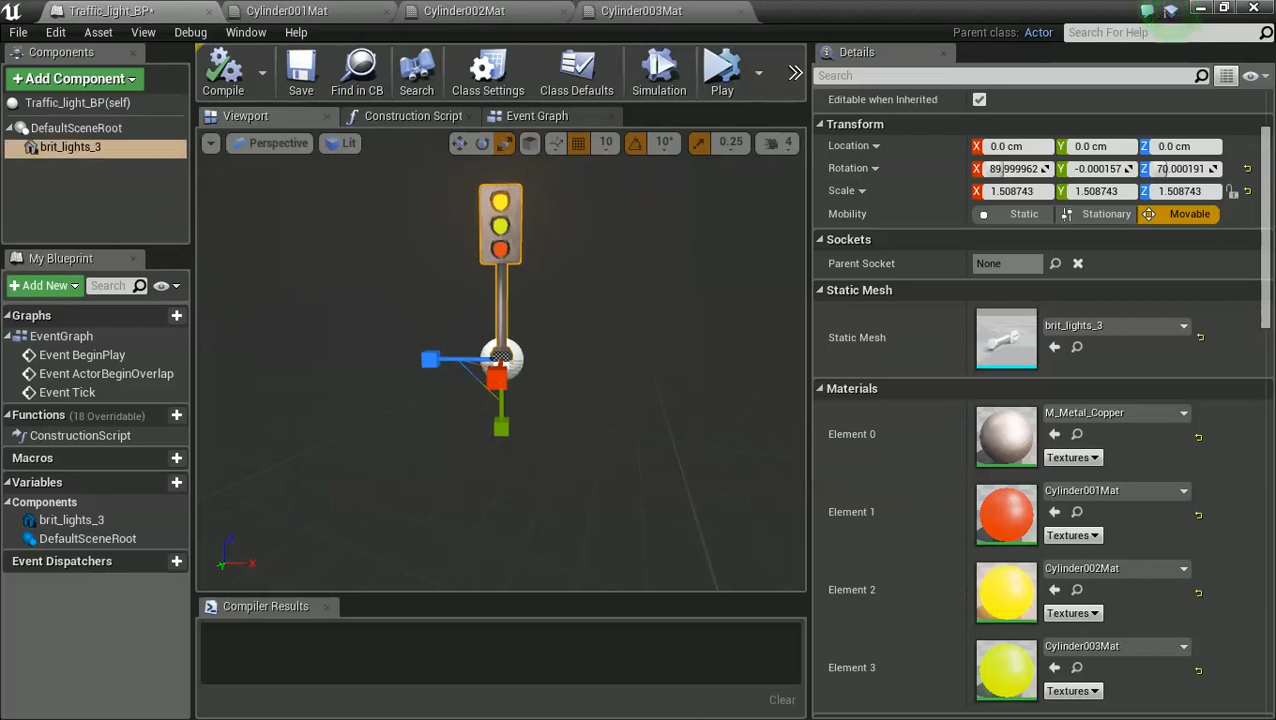 Traffic_light_BP*
Cylinder001Mat
Cylinder002Mat
Cylinder003Mat
File Edit Asset View Debug Window Help
Parent class: Actor
Search For Help
Components
+Add Component
Traffic_light_BP(self)
DefaultSceneRoot
brit_lights_3
My Blueprint
+Add New
Search
Graphs
EventGraph
Event BeginPlay
Event ActorBeginOverlap
Event Tick
Functions (18 Overridable)
ConstructionScript
Macros
Variables
Components
brit_lights_3
DefaultSceneRoot
Event Dispatchers
Compile
Save
Find in CB
Search
Class Settings
Class Defaults
Simulation
Play
Viewport
Construction Script
Event Graph
Perspective
Lit
10
10°
0.25
4
Z
X
Y
Compiler Results
Clear
Details
Search
Editable when Inherited
Transform
Location X 0.0 cm Y 0.0 cm Z 0.0 cm
Rotation X 89.999962 Y -0.000157 Z 70.000191
Scale X 1.508743 Y 1.508743 Z 1.508743
Mobility Static Stationary Movable
Sockets
Parent Socket None
Static Mesh
Static Mesh brit_lights_3
Materials
Element 0 M_Metal_Copper
Textures
Element 1 Cylinder001Mat
Textures
Element 2 Cylinder002Mat
Textures
Element 3 Cylinder003Mat
Textures